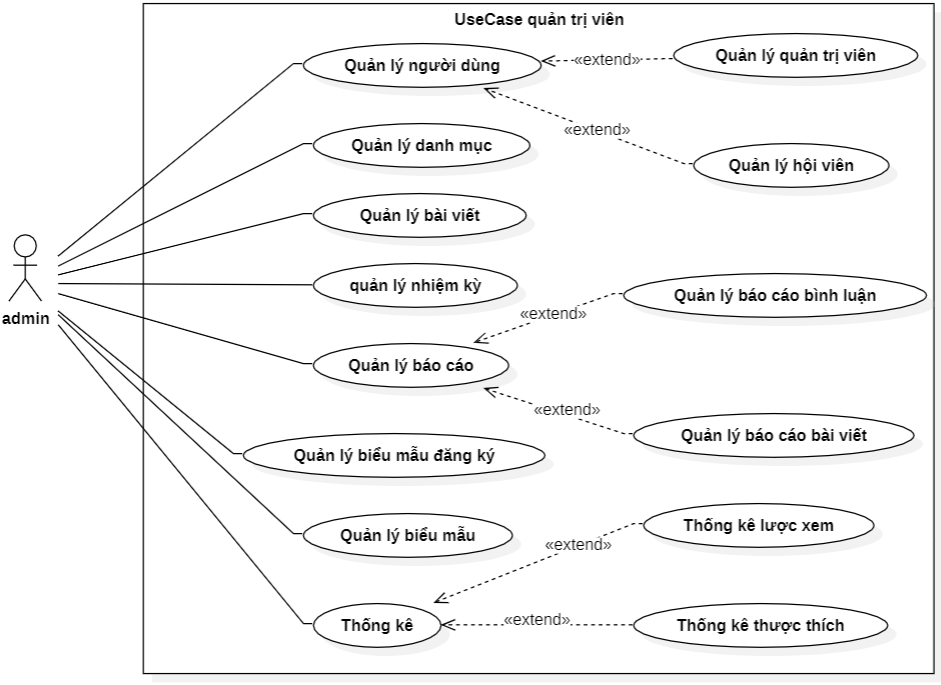 UseCase quản trị viên
Quản lý người dùng
«extend»
Quản lý quản trị viên
«extend»
Quản lý danh mục
Quản lý hội viên
Quản lý bài viết
admin
quản lý nhiệm kỳ
Quản lý báo cáo bình luận
«extend»
Quản lý báo cáo
«extend»
Quản lý báo cáo bài viết
Quản lý biểu mẫu đăng ký
Quản lý biểu mẫu
Thống kê lược xem
«extend»
Thống kê
«extend»
Thống kê thược thích